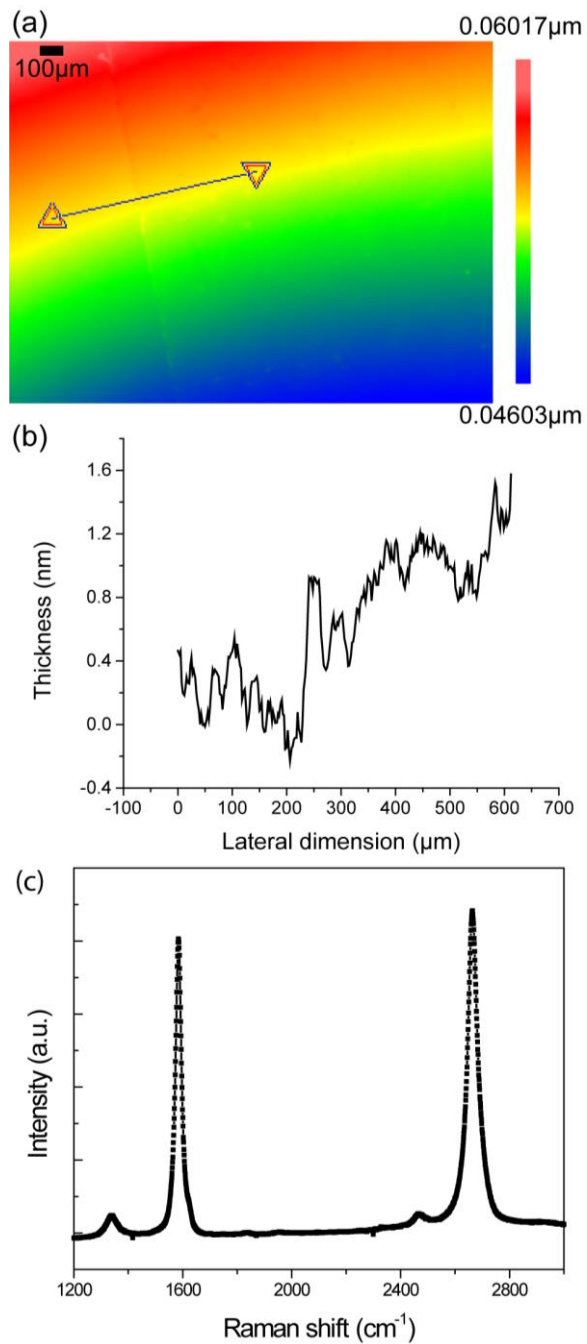 (a)
0.06017µm
100µm
0.04603µm
(b)
1.6
1.2
0.8
0.4
0.0
-0.4
Thickness (nm)
-100 0 100 200 300 400 500 600 700
Lateral dimension (µm)
(c)
Intensity (a.u.)
1200 1600 2000 2400 2800
Raman shift (cm⁻¹)